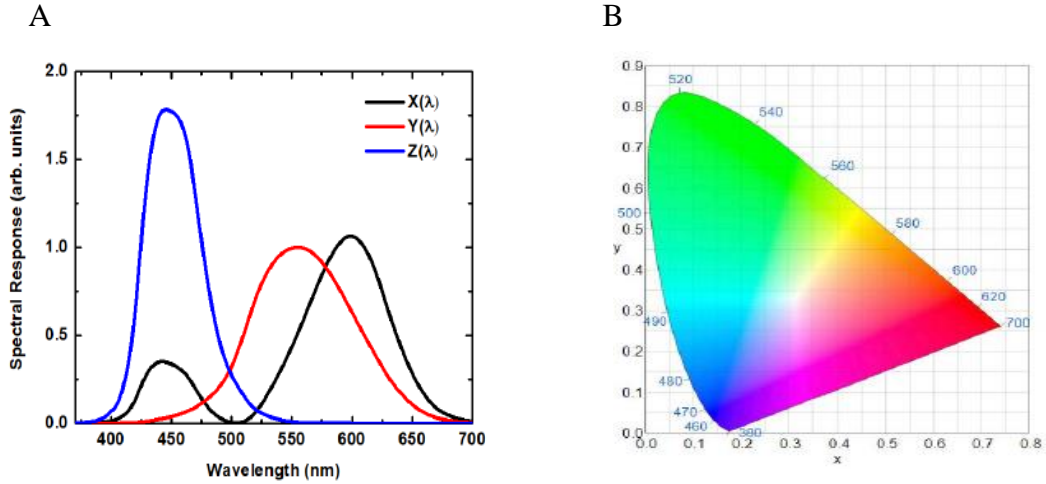 A
B
2.0
1.5
1.0
0.5
0.0
Spectral Response (arb. units)
X(λ)
Y(λ)
Z(λ)
400 450 500 550 600 650 700
Wavelength (nm)
0.9
0.8
0.7
0.6
0.5
0.4
0.3
0.2
0.1
0.0
y
520
540
560
500
580
600
620
490
700
480
470
460
380
0.0 0.1 0.2 0.3 0.4 0.5 0.6 0.7 0.8
x